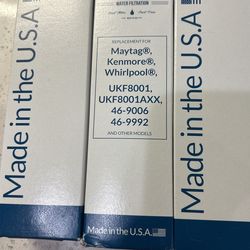 Made in the U.S.A
WATER FILTRATION
REPLACEMENT FOR
Maytag®,
Kenmore®,
Whirlpool®,
UKF8001,
UKF8001AXX,
46-9006
46-9992
AND OTHER MODELS
Made in the U.S.A.
Made in the U.S.A